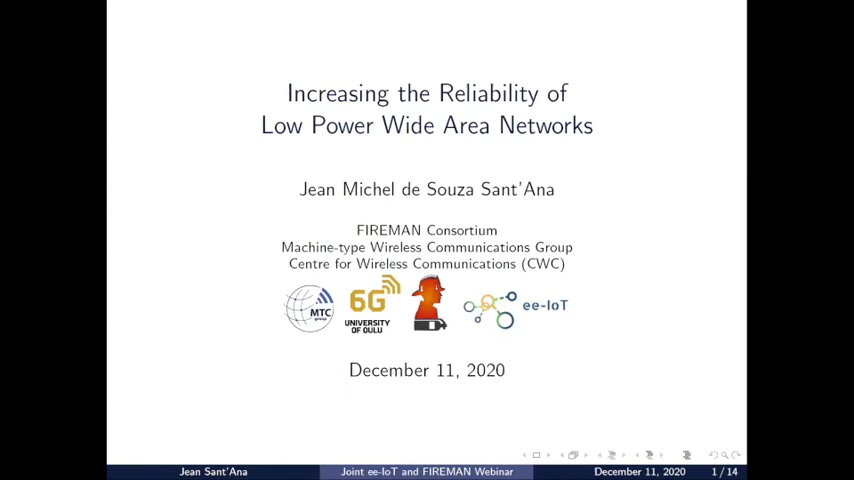 Increasing the Reliability of
Low Power Wide Area Networks
Jean Michel de Souza Sant'Ana
FIREMAN Consortium
Machine-type Wireless Communications Group
Centre for Wireless Communications (CWC)
MTC
group
6G
UNIVERSITY
OF OULU
ee-IoT
December 11, 2020
Jean Sant'Ana Joint ee-IoT and FIREMAN Webinar December 11, 2020 1 / 14